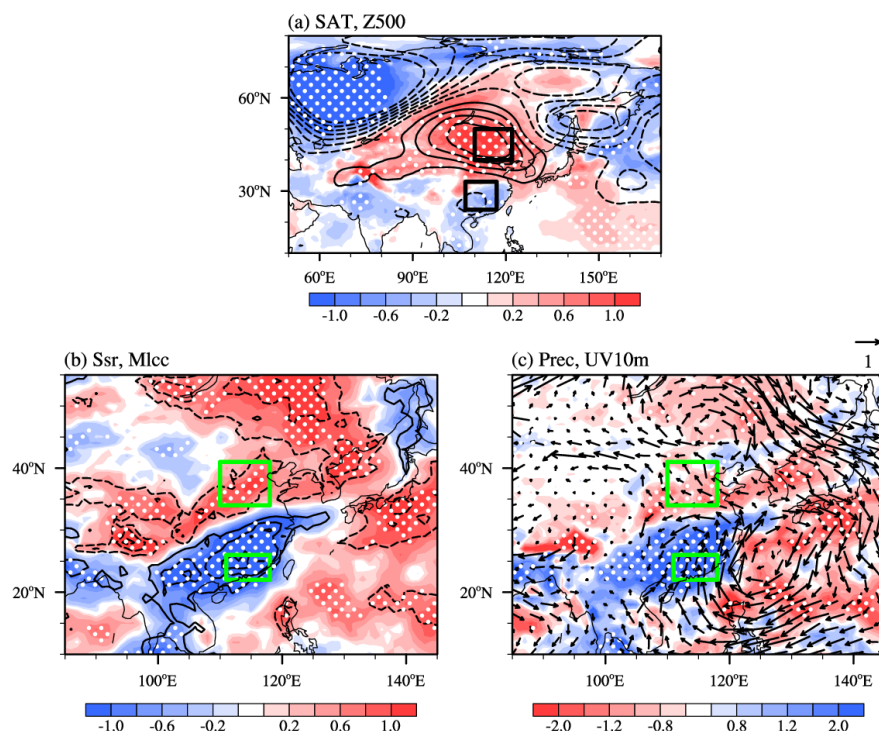 (a) SAT, Z500
60°N
30°N
60°E 90°E 120°E 150°E
-1.0 -0.6 -0.2 0.2 0.6 1.0
(b) Ssr, Mlcc
40°N
20°N
100°E 120°E 140°E
-1.0 -0.6 -0.2 0.2 0.6 1.0
(c) Prec, UV10m
1
40°N
20°N
100°E 120°E 140°E
-2.0 -1.2 -0.8 0.8 1.2 2.0